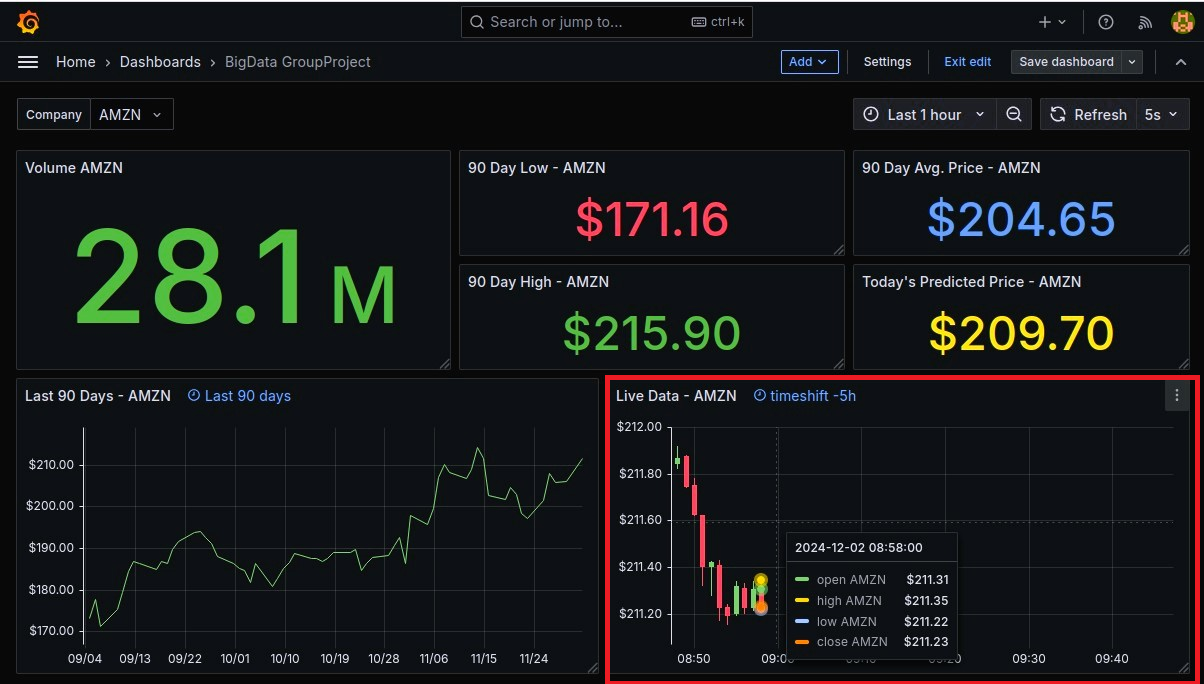 Search or jump to... ctrl+k
Home › Dashboards › BigData GroupProject Add Settings Exit edit Save dashboard
Company AMZN Last 1 hour Refresh 5s
Volume AMZN
28.1 M
90 Day Low - AMZN
$171.16
90 Day Avg. Price - AMZN
$204.65
90 Day High - AMZN
$215.90
Today's Predicted Price - AMZN
$209.70
Last 90 Days - AMZN Last 90 days
$210.00
$200.00
$190.00
$180.00
$170.00
09/04 09/13 09/22 10/01 10/10 10/19 10/28 11/06 11/15 11/24
Live Data - AMZN timeshift -5h
$212.00
$211.80
$211.60
$211.40
$211.20
2024-12-02 08:58:00
open AMZN $211.31
high AMZN $211.35
low AMZN $211.22
close AMZN $211.23
08:50 09:00 09:10 09:20 09:30 09:40